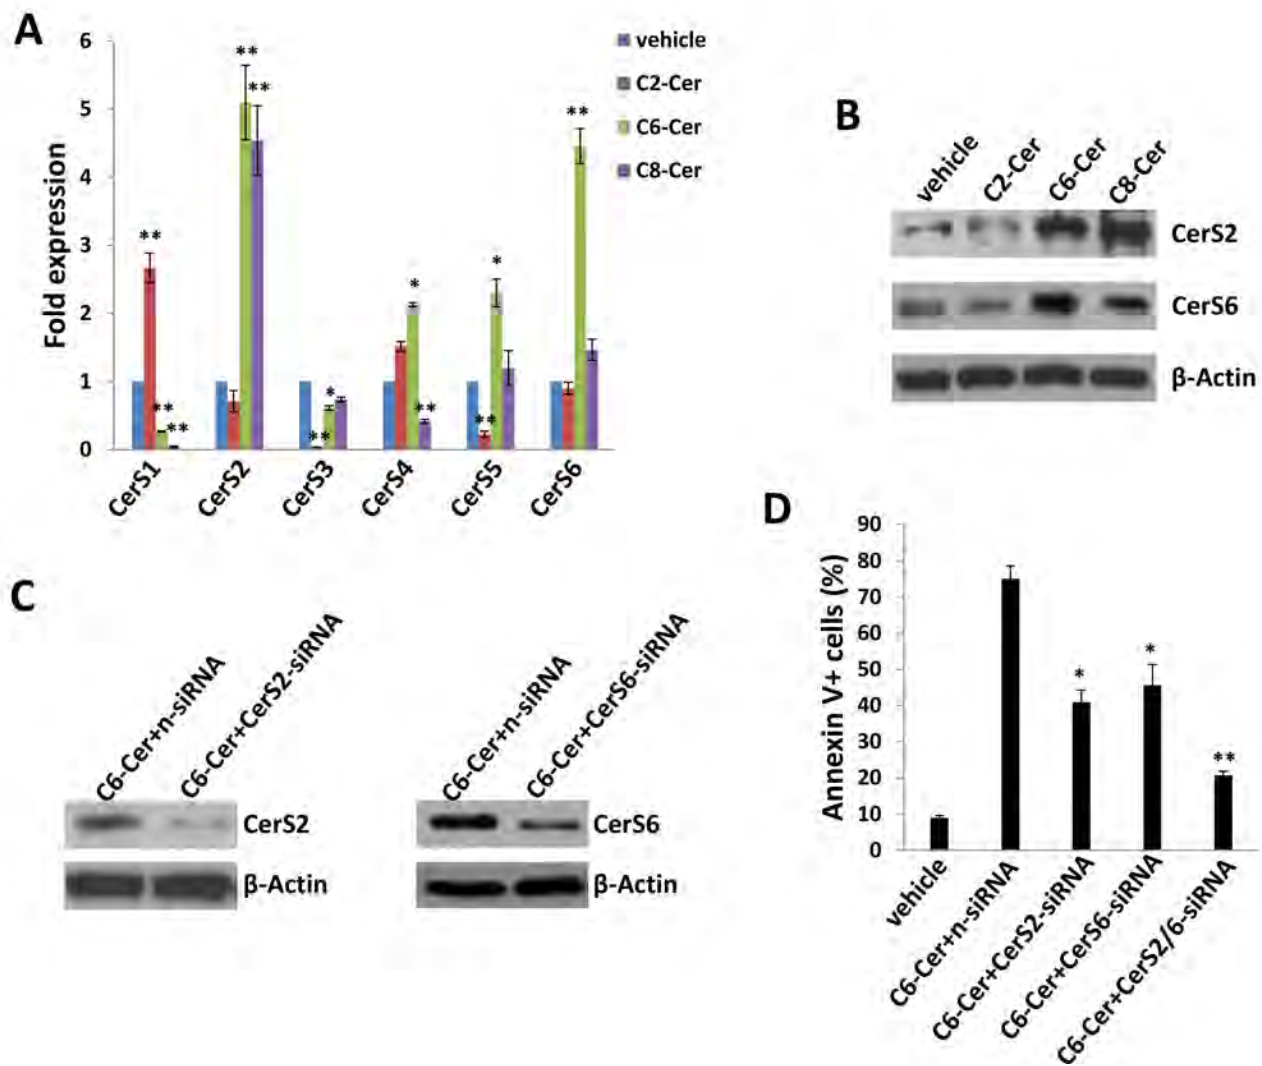 A
6
5
4
3
2
1
0
Fold expression
** ** ** ** ** ** * * ** ** * **
CerS1 CerS2 CerS3 CerS4 CerS5 CerS6
vehicle
C2-Cer
C6-Cer
C8-Cer
B
vehicle C2-Cer C6-Cer C8-Cer
CerS2
CerS6
β-Actin
C
C6-Cer+n-siRNA C6-Cer+CerS2-siRNA
CerS2
β-Actin
C6-Cer+n-siRNA C6-Cer+CerS6-siRNA
CerS6
β-Actin
D
90
80
70
60
50
40
30
20
10
0
Annexin V+ cells (%)
* * **
vehicle
C6-Cer+n-siRNA
C6-Cer+CerS2-siRNA
C6-Cer+CerS6-siRNA
C6-Cer+CerS2/6-siRNA